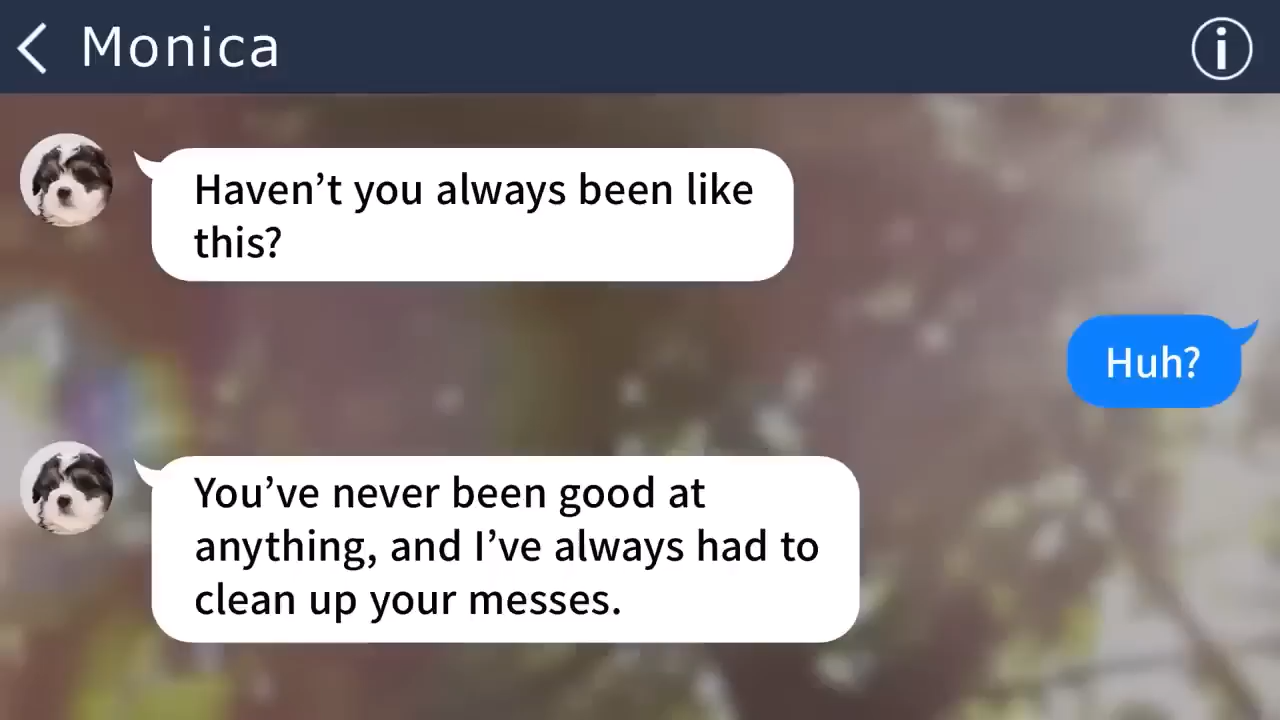 Monica
Haven’t you always been like
this?
Huh?
You’ve never been good at
anything, and I’ve always had to
clean up your messes.